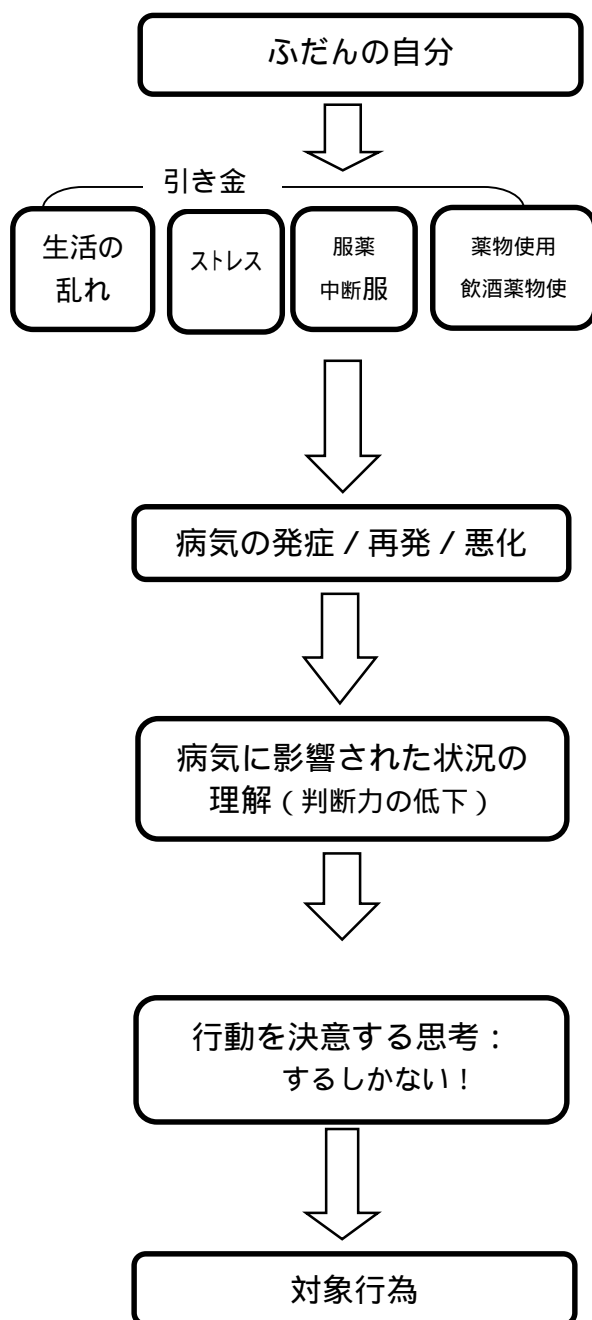 ふだんの自分
引き金
生活の
乱れ
ストレス
服薬
中断服
薬物使用
飲酒薬物使
病気の発症 / 再発 / 悪化
病気に影響された状況の
理解（判断力の低下）
行動を決意する思考：
するしかない！
対象行為